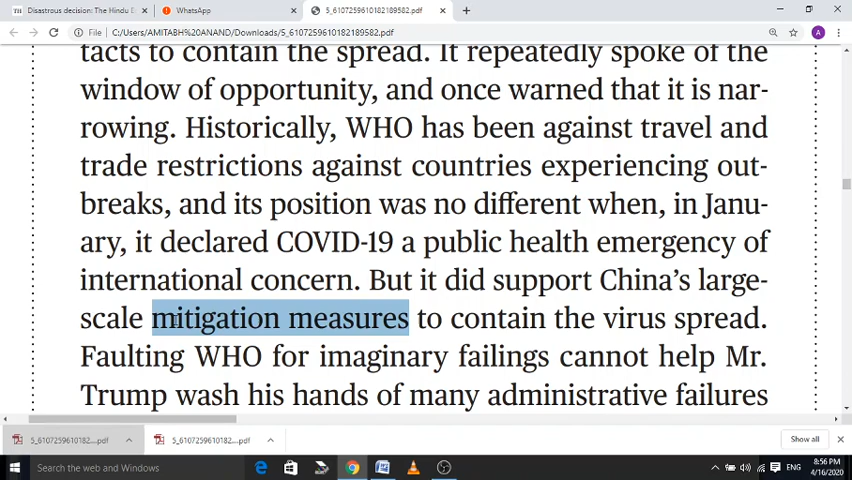 Disastrous decision: The Hindu E
WhatsApp
5_6107259610182189582.pdf
File
C:/Users/AMITABH%20ANAND/Downloads/5_6107259610182189582.pdf
A
tacts to contain the spread. It repeatedly spoke of the
window of opportunity, and once warned that it is nar-
rowing. Historically, WHO has been against travel and
trade restrictions against countries experiencing out-
breaks, and its position was no different when, in Janu-
ary, it declared COVID-19 a public health emergency of
international concern. But it did support China's large-
scale mitigation measures to contain the virus spread.
Faulting WHO for imaginary failings cannot help Mr.
Trump wash his hands of many administrative failures
5_6107259610182....pdf
5_6107259610182....pdf
Show all
Search the web and Windows
ENG
8:56 PM
4/16/2020